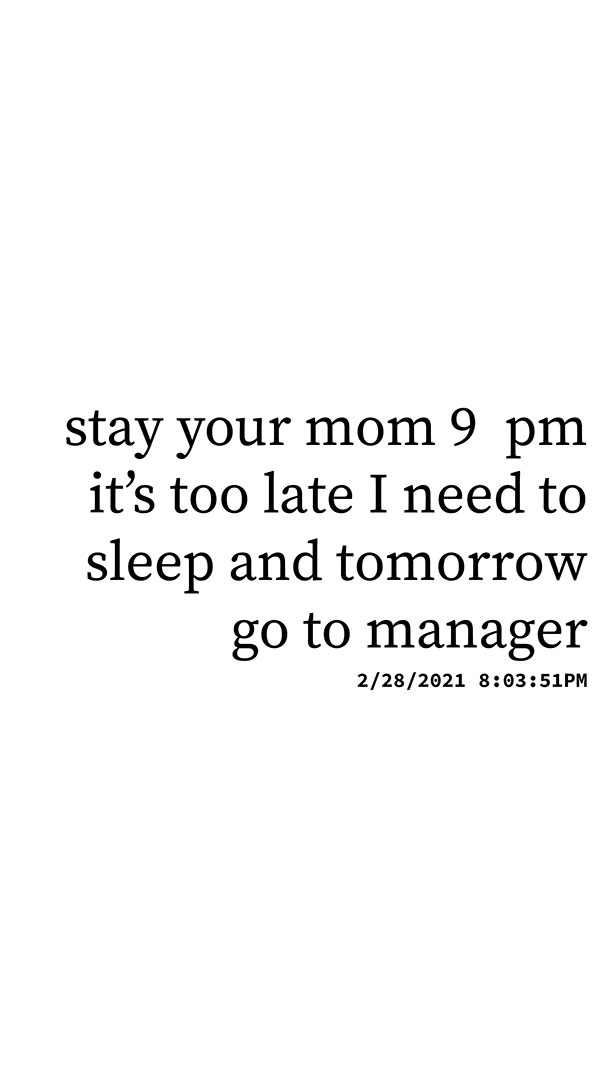 stay your mom 9  pm
it’s too late I need to
sleep and tomorrow
go to manager
2/28/2021 8:03:51PM